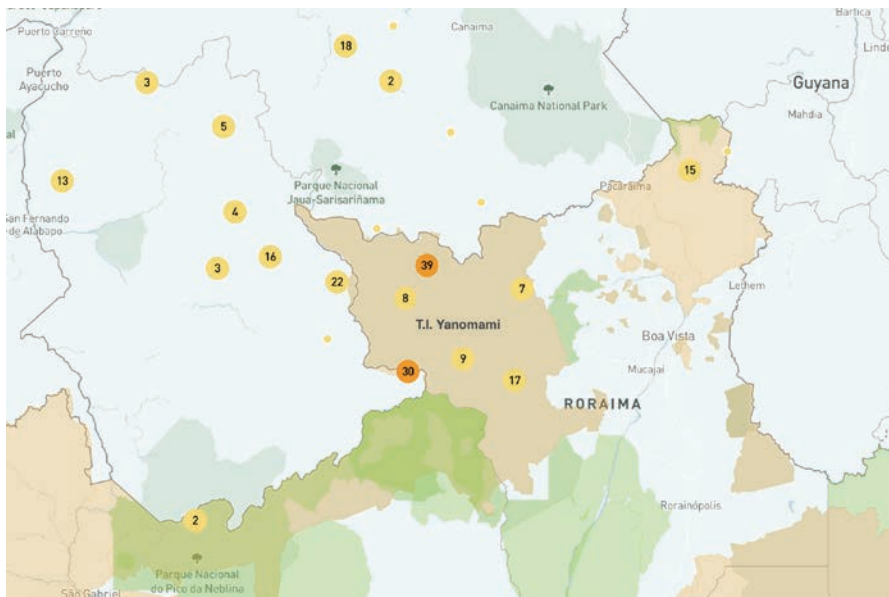 Puerto Carreño
Canaima
Bartica
18
3
2
Puerto
Ayacucho
Guyana
Canaima National Park
Mahdia
5
13
Parque Nacional
Jaua-Sarisariñama
15
Pacaraima
4
San Fernando
de Atabapo
16
3
39
22
8
7
Lethem
T.I. Yanomami
Boa Vista
9
Mucajaí
30
17
RORAIMA
Rorainópolis
2
Parque Nacional
do Pico da Neblina
São Gabriel